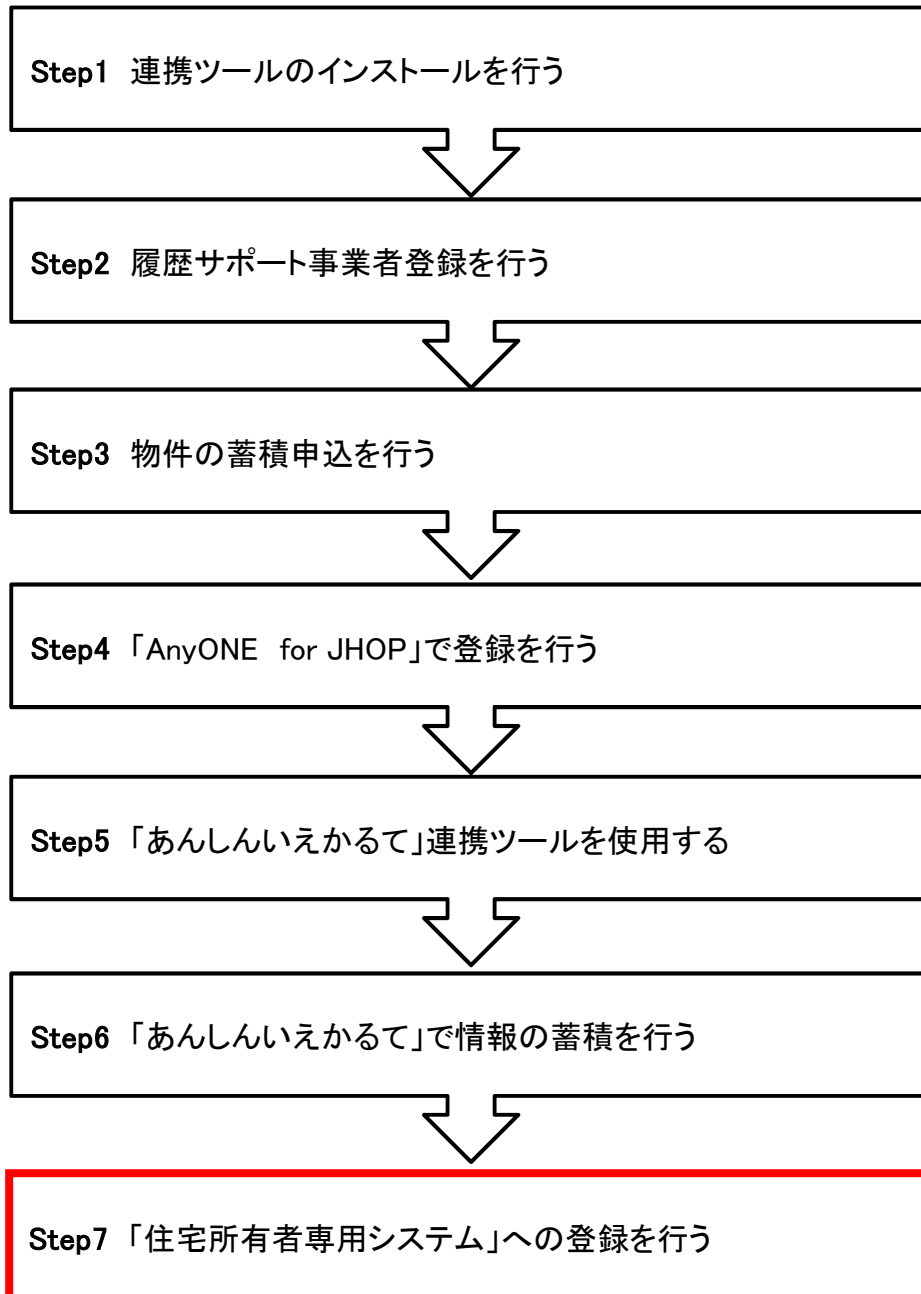 Step1 連携ツールのインストールを行う
Step2 履歴サポート事業者登録を行う
Step3 物件の蓄積申込を行う
Step4 「AnyONE for JHOP」で登録を行う
Step5 「あんしんいえかるて」連携ツールを使用する
Step6 「あんしんいえかるて」で情報の蓄積を行う
Step7 「住宅所有者専用システム」への登録を行う